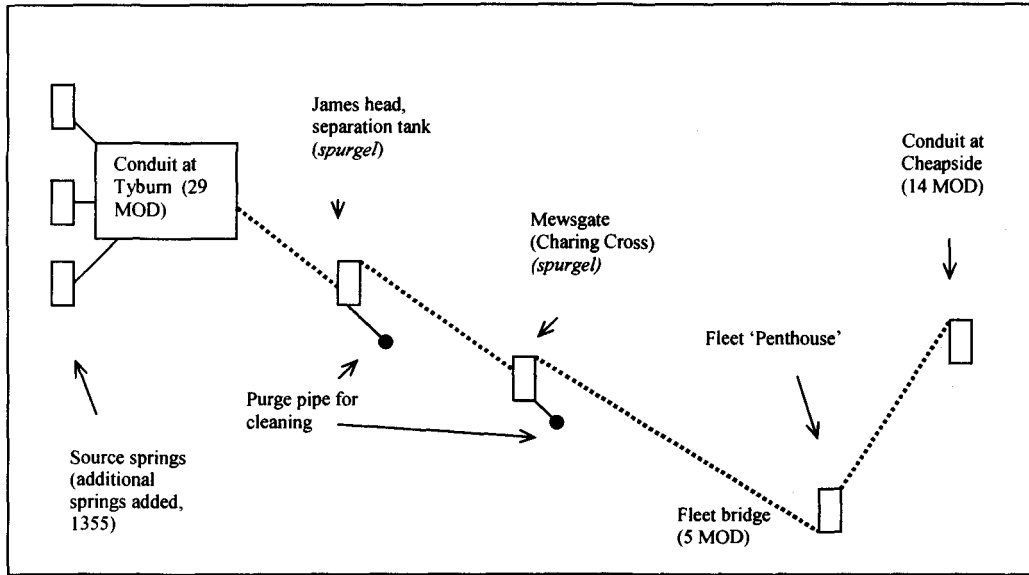 Conduit at
Tyburn (29
MOD)
James head,
separation tank
(spurgel)
Conduit at
Cheapside
(14 MOD)
Mewsgate
(Charing Cross)
(spurgel)
Fleet ‘Penthouse’
Purge pipe for
cleaning
Source springs
(additional
springs added,
1355)
Fleet bridge
(5 MOD)